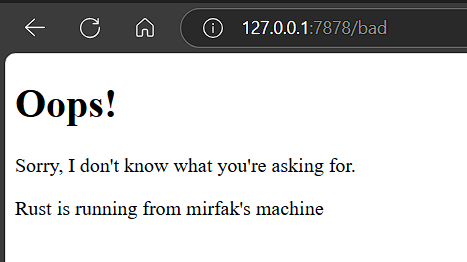 127.0.0.1:7878/bad
Oops!
Sorry, I don't know what you're asking for.
Rust is running from mirfak's machine